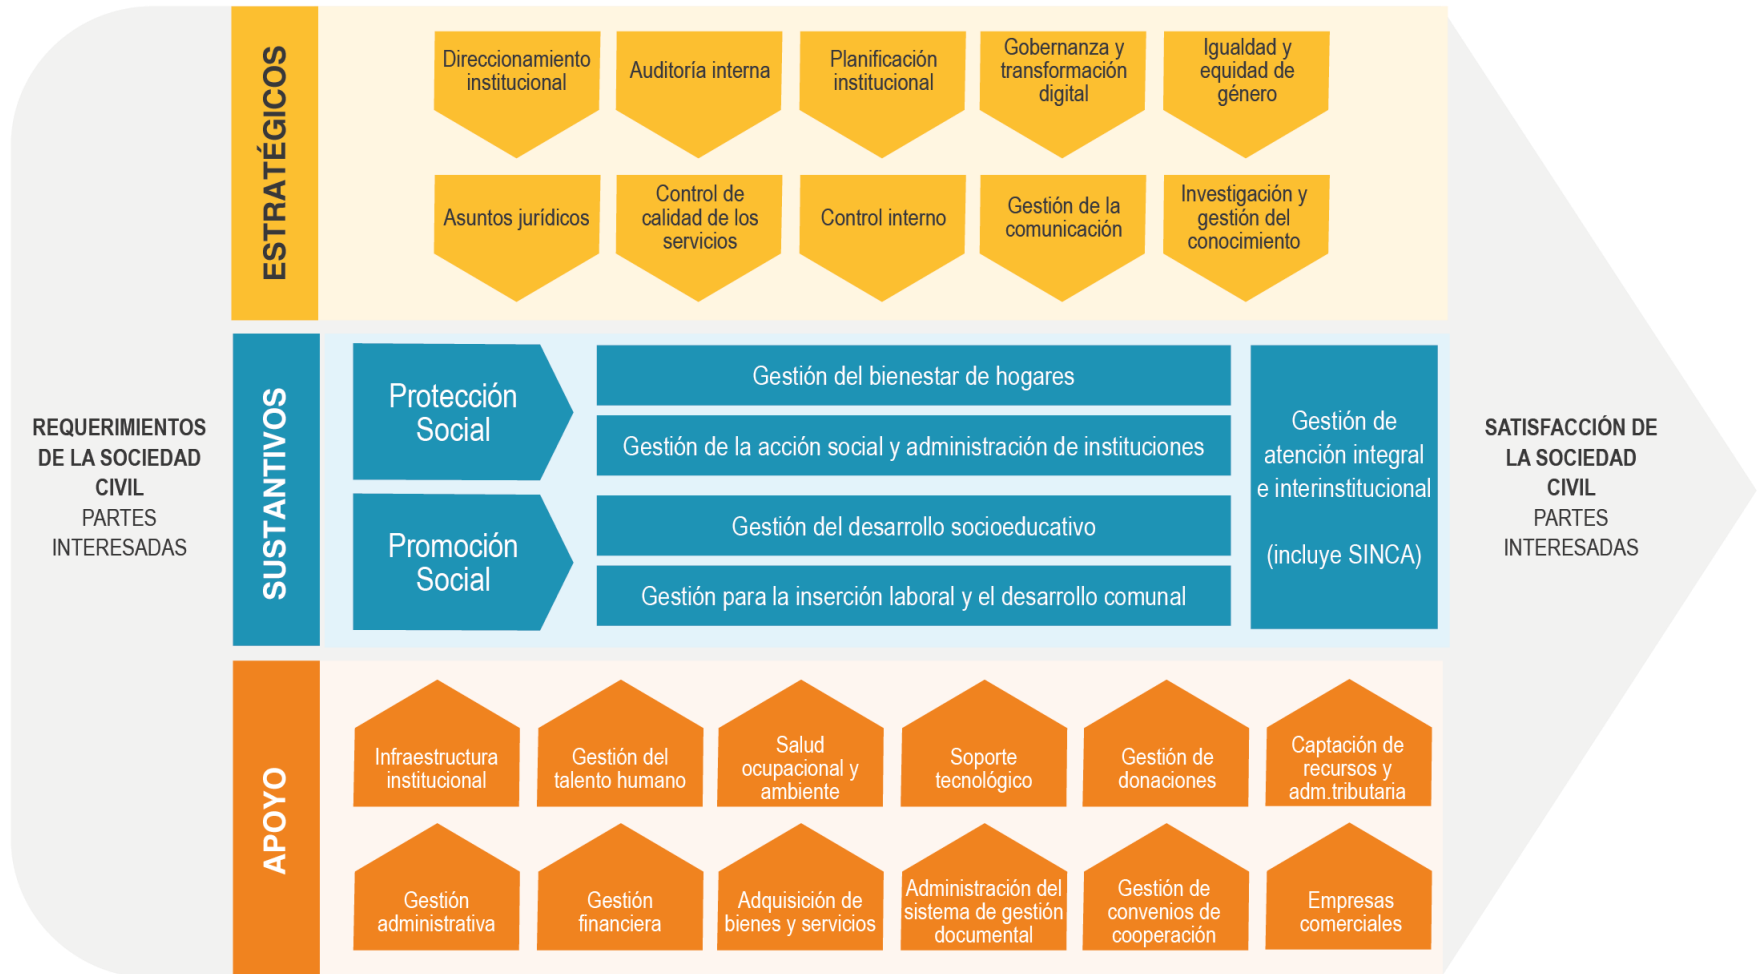 REQUERIMIENTOS
DE LA SOCIEDAD
CIVIL
PARTES
INTERESADAS
ESTRATÉGICOS
Direccionamiento
institucional
Auditoría interna
Planificación
institucional
Gobernanza y
transformación
digital
Igualdad y
equidad de
género
Asuntos jurídicos
Control de
calidad de los
servicios
Control interno
Gestión de la
comunicación
Investigación y
gestión del
conocimiento
SUSTANTIVOS
Protección
Social
Gestión del bienestar de hogares
Gestión de la acción social y administración de instituciones
Promoción
Social
Gestión del desarrollo socioeducativo
Gestión para la inserción laboral y el desarrollo comunal
Gestión de
atención integral
e interinstitucional
(incluye SINCA)
APOYO
Infraestructura
institucional
Gestión del
talento humano
Salud
ocupacional y
ambiente
Soporte
tecnológico
Gestión de
donaciones
Captación de
recursos y
adm.tributaria
Gestión
administrativa
Gestión
financiera
Adquisición de
bienes y servicios
Administración del
sistema de gestión
documental
Gestión de
convenios de
cooperación
Empresas
comerciales
SATISFACCIÓN DE
LA SOCIEDAD
CIVIL
PARTES
INTERESADAS